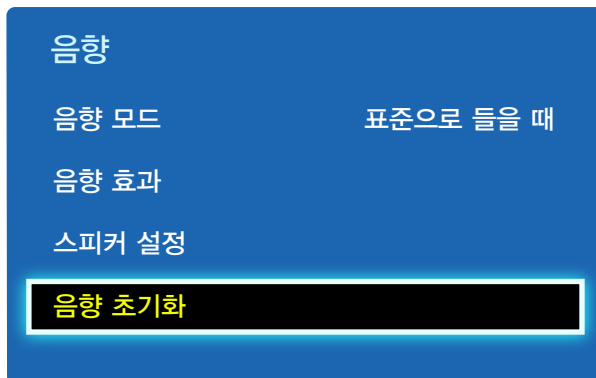 음향
음향 모드 표준으로 들을 때
음향 효과
스피커 설정
음향 초기화